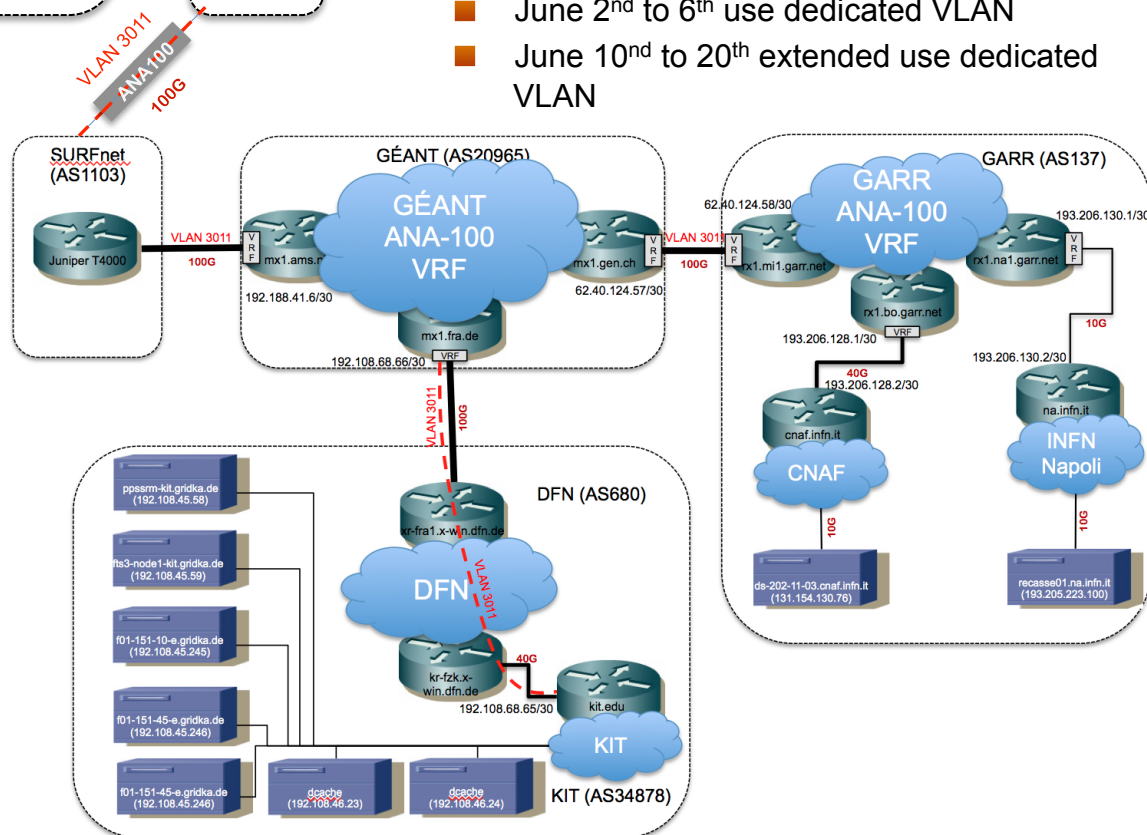 June 2nd to 6th use dedicated VLAN
June 10nd to 20th extended use dedicated
VLAN
VLAN 3011
ANA100
100G
SURFnet
(AS1103)
Juniper T4000
VLAN 3011
100G
GÉANT (AS20965)
GÉANT
ANA-100
VRF
VRF
mx1.ams.n
192.188.41.6/30
mx1.gen.ch
VRF
62.40.124.57/30
mx1.fra.de
VRF
192.108.68.66/30
VLAN 3011
100G
GARR (AS137)
GARR
ANA-100
VRF
62.40.124.58/30
VRF
rx1.mi1.garr.net
193.206.130.1/30
rx1.na1.garr.net
VRF
rx1.bo.garr.net
VRF
193.206.128.1/30
40G
193.206.128.2/30
cnaf.infn.it
CNAF
10G
ds-202-11-03.cnaf.infn.it
(131.154.130.76)
10G
193.206.130.2/30
na.infn.it
INFN
Napoli
10G
recasse01.na.infn.it
(193.205.223.100)
VLAN 3011
100G
DFN (AS680)
xr-fra1.x-win.dfn.de
DFN
VLAN 3011
kr-fzk.x-
win.dfn.de
40G
192.108.68.65/30
kit.edu
KIT
KIT (AS34878)
ppssrm-kit.gridka.de
(192.108.45.58)
fts3-node1-kit.gridka.de
(192.108.45.59)
f01-151-10-e.gridka.de
(192.108.45.245)
f01-151-45-e.gridka.de
(192.108.45.246)
f01-151-45-e.gridka.de
(192.108.45.246)
dcache
(192.108.46.23)
dcache
(192.108.46.24)